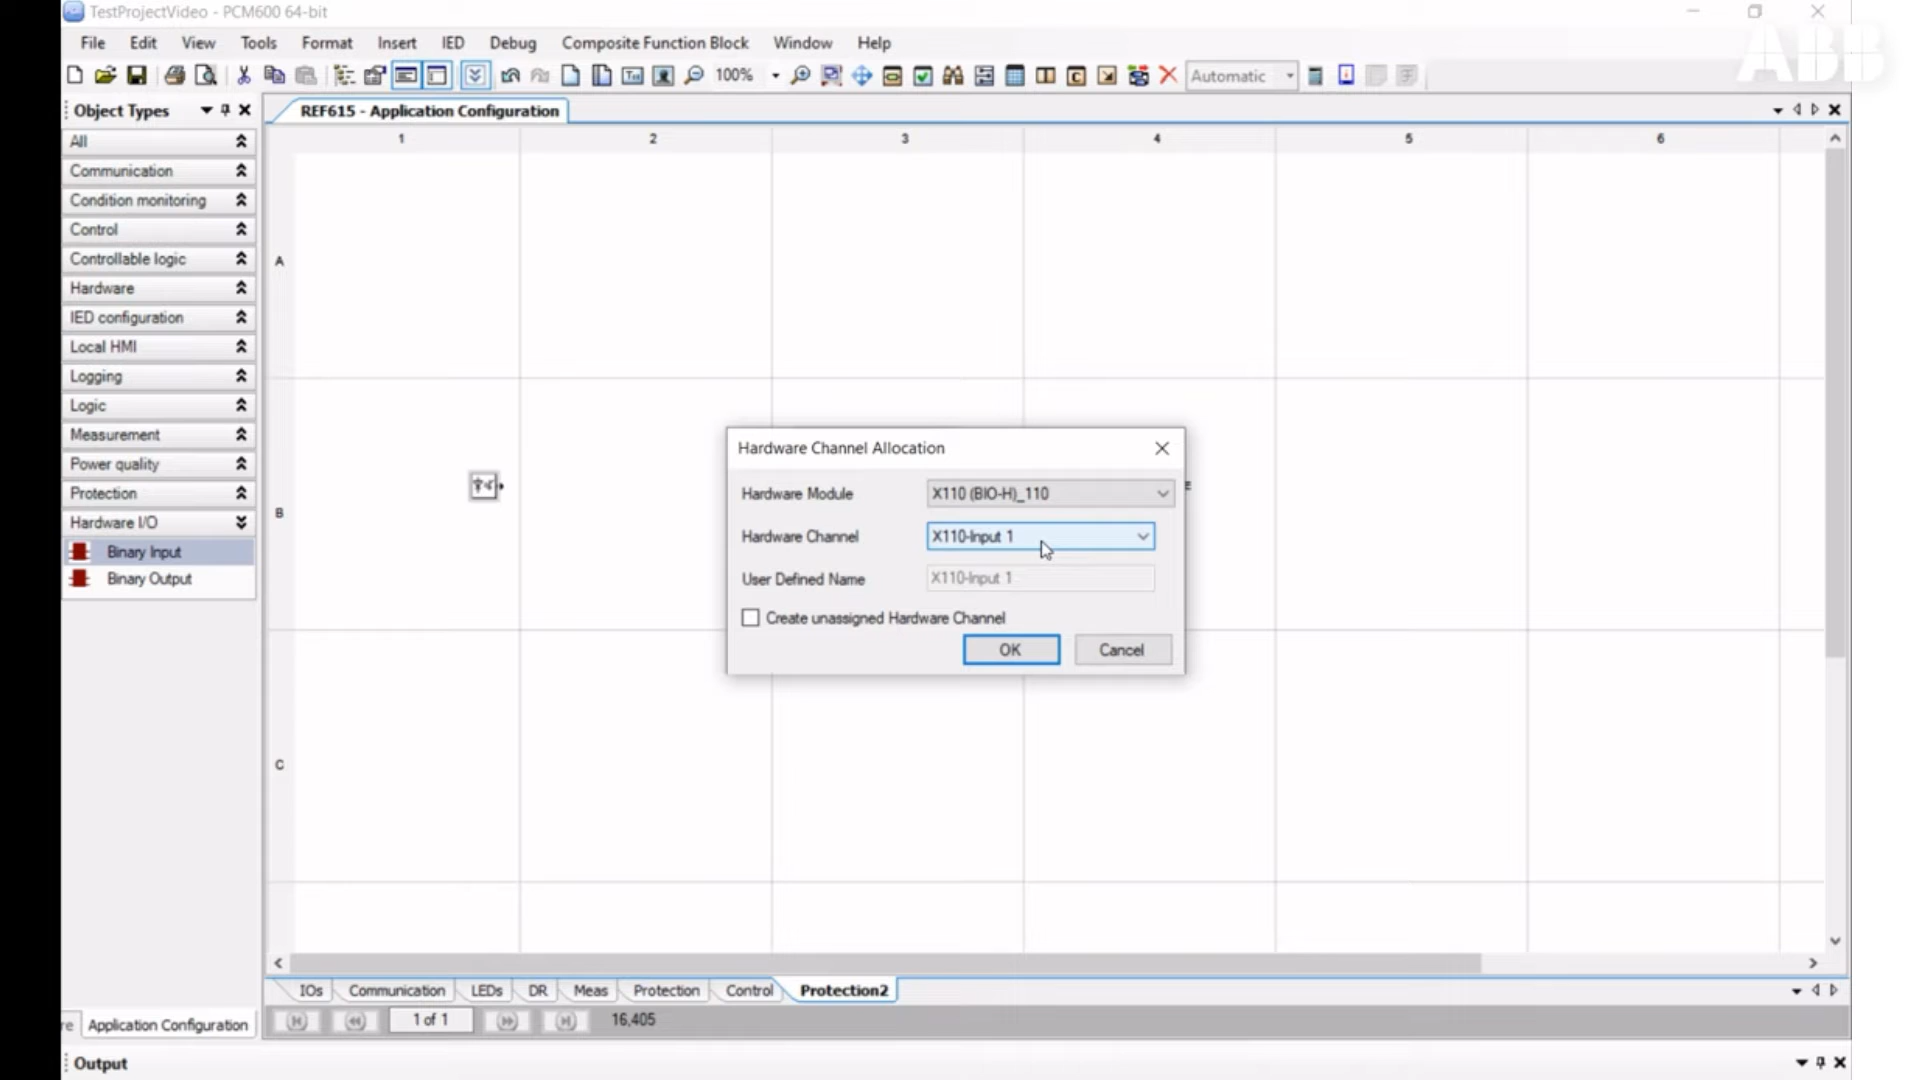 TestProjectVideo - PCM600 64-bit
File Edit View Tools Format Insert IED Debug Composite Function Block Window Help
ABB
100% Automatic
Object Types
REF615 - Application Configuration
1 2 3 4 5 6
All
Communication
Condition monitoring
Control
Controllable logic
A
Hardware
IED configuration
Local HMI
Logging
Logic
Measurement
Power quality
Protection
Hardware I/O
B
Binary Input
Binary Output
Hardware Channel Allocation
Hardware Module X110 (BIO-H)_110
Hardware Channel X110-Input 1
User Defined Name X110-Input 1
Create unassigned Hardware Channel
OK Cancel
C
IOs Communication LEDs DR Meas Protection Control Protection2
re Application Configuration
1 of 1 16,405
Output